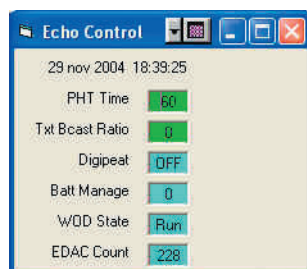 Echo Control
29 nov 2004 18:39:25
PHT Time 60
Txt Bcast Ratio 0
Digipeat OFF
Batt Manage 0
WOD State Run
EDAC Count 228